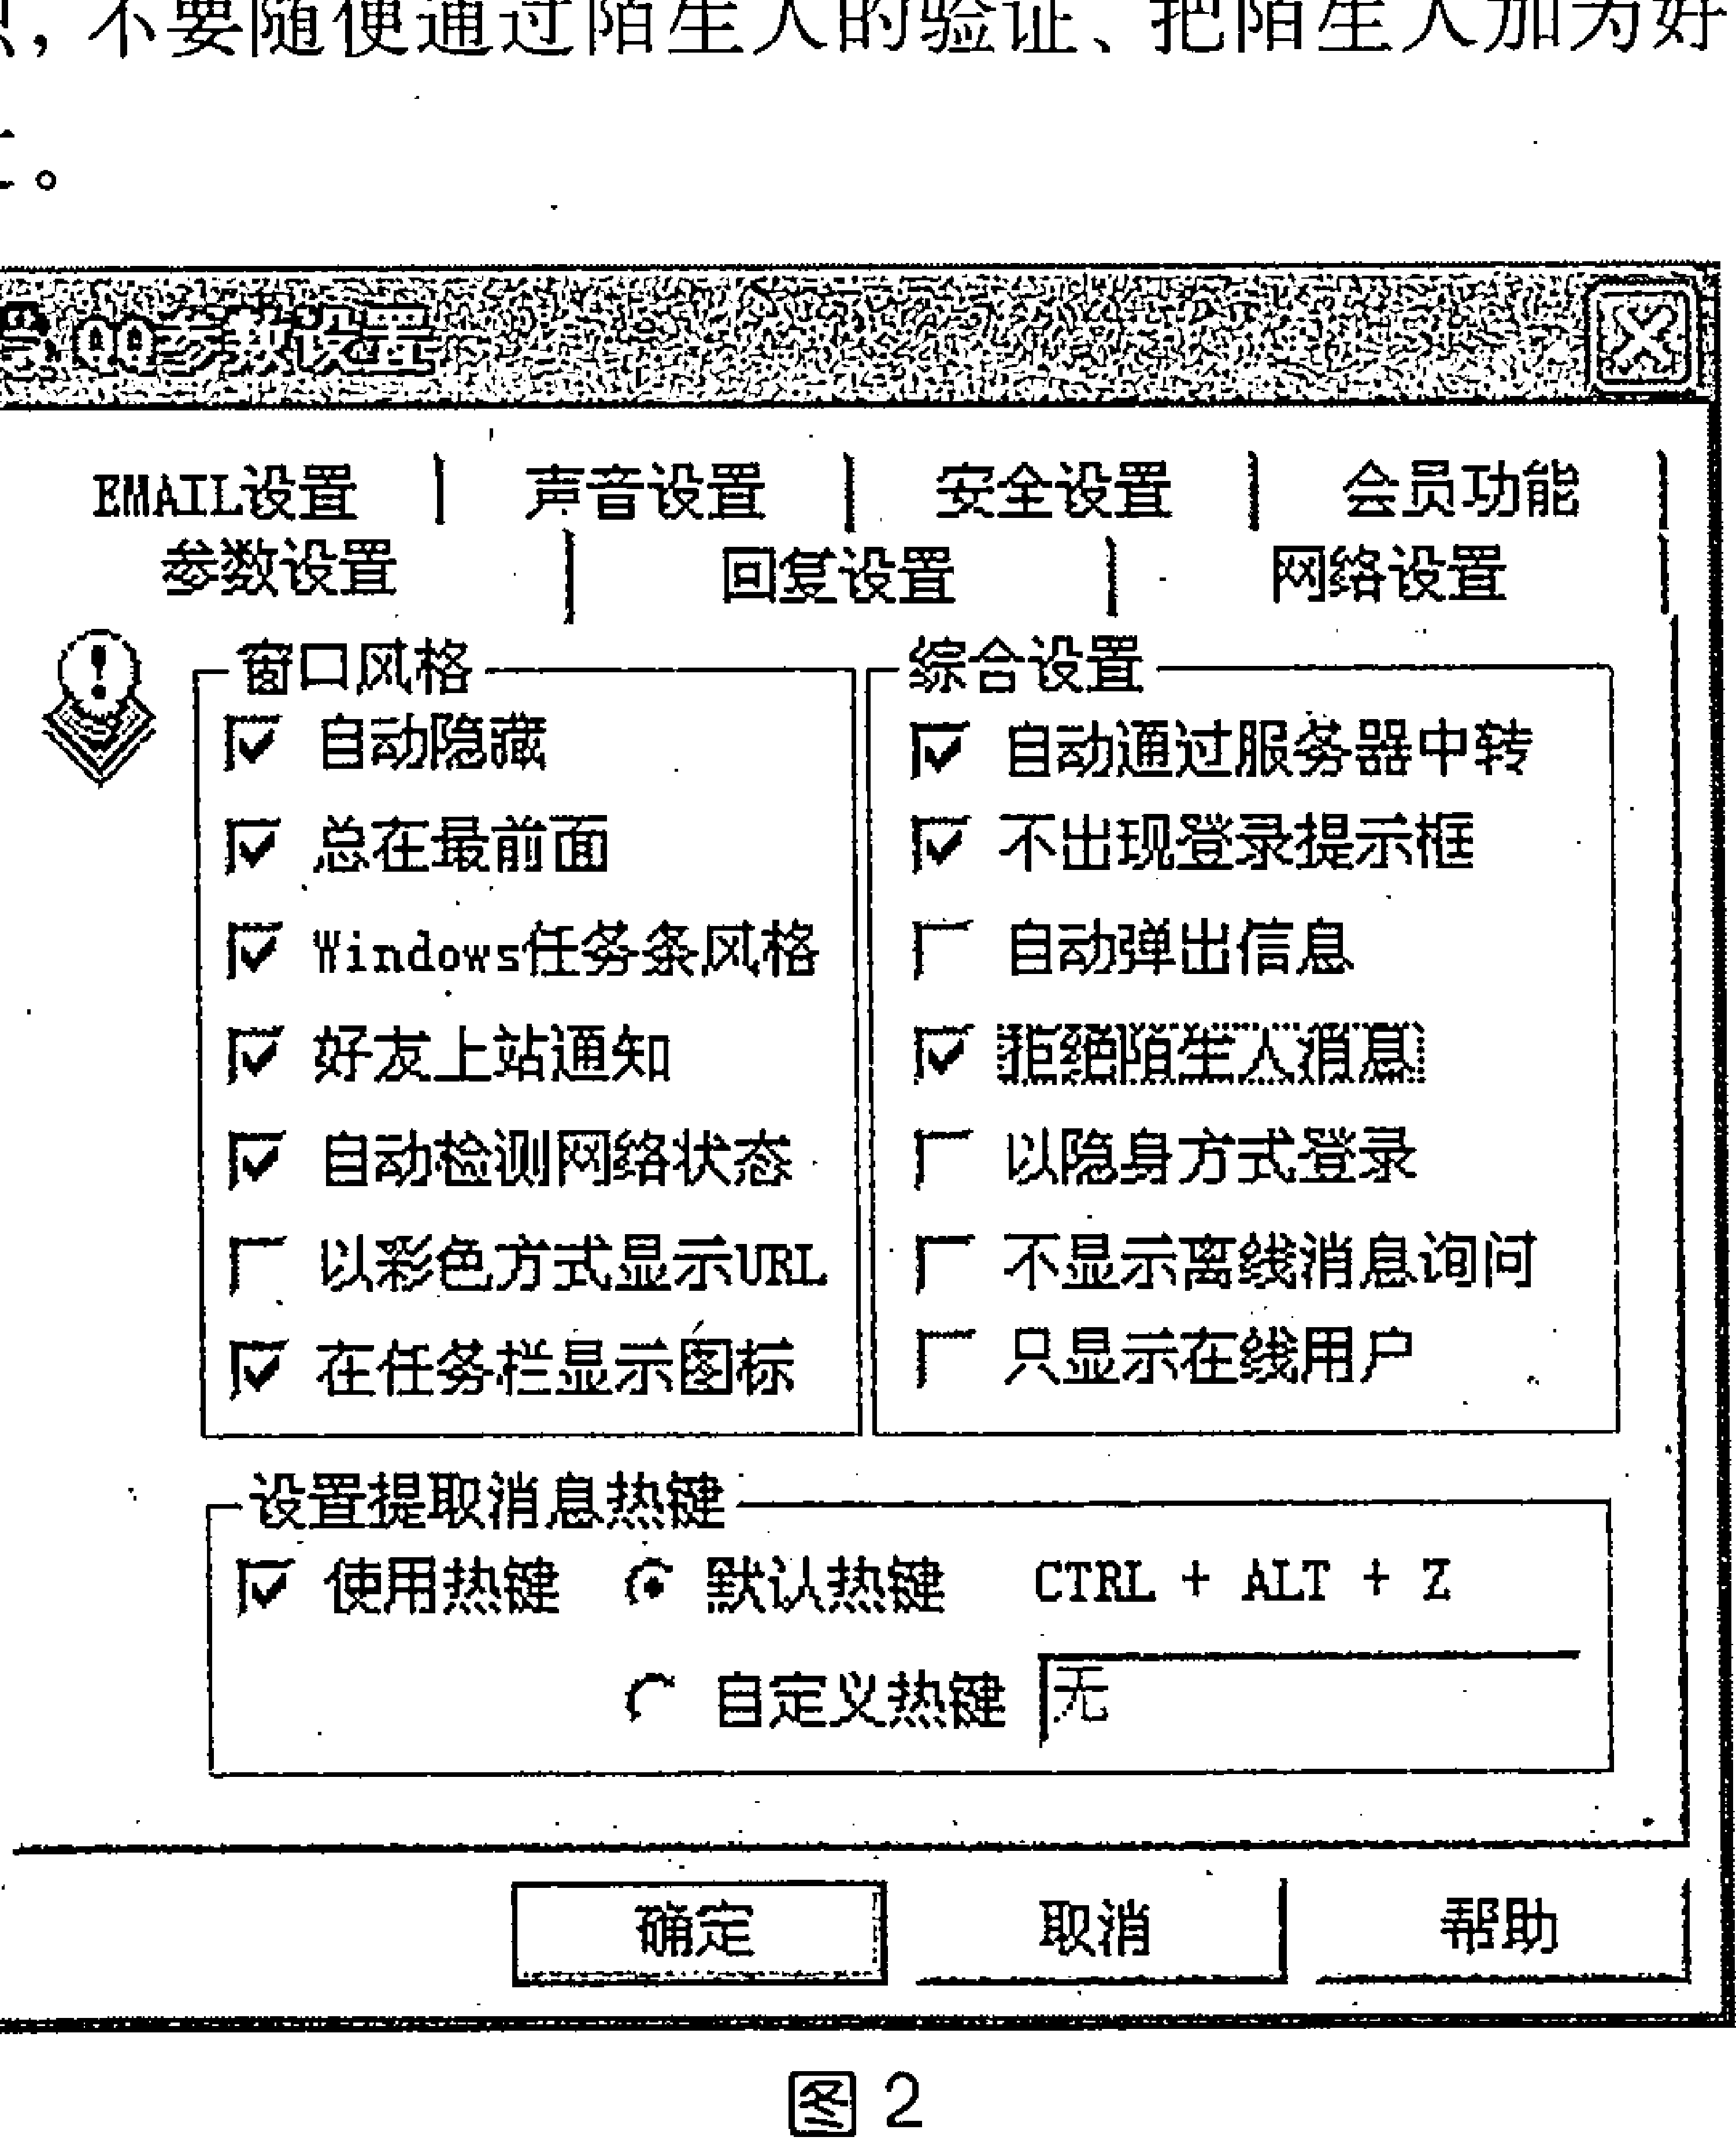 ，不要随便通过陌生人的验证、把陌生人加为好
。
QQ参数设置
EMAIL设置 声音设置 安全设置 会员功能
参数设置 回复设置 网络设置
窗口风格 综合设置
自动隐藏 自动通过服务器中转
总在最前面 不出现登录提示框
Windows任务条风格 自动弹出信息
好友上站通知 拒绝陌生人消息
自动检测网络状态 以隐身方式登录
以彩色方式显示URL 不显示离线消息询问
在任务栏显示图标 只显示在线用户
设置提取消息热键
使用热键 默认热键 CTRL + ALT + Z
自定义热键 无
确定 取消 帮助
图 2